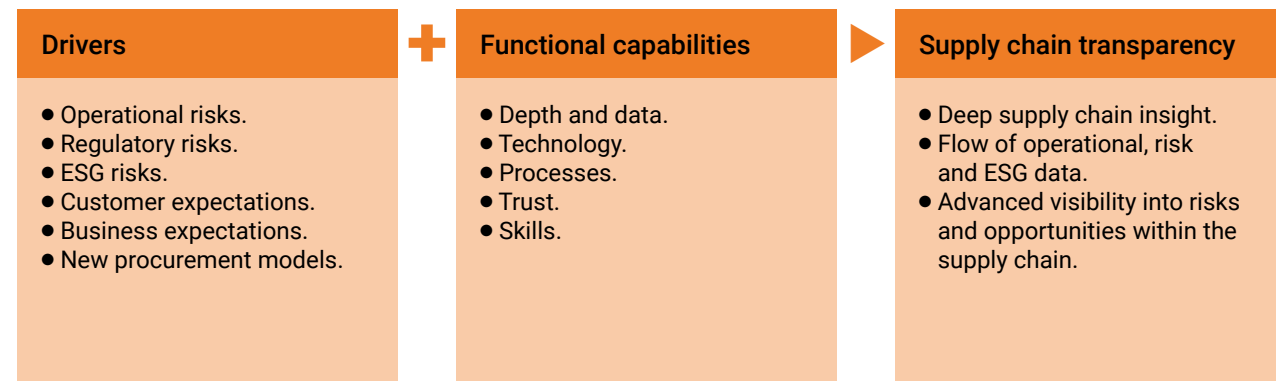 Drivers
• Operational risks.
• Regulatory risks.
• ESG risks.
• Customer expectations.
• Business expectations.
• New procurement models.
Functional capabilities
• Depth and data.
• Technology.
• Processes.
• Trust.
• Skills.
Supply chain transparency
• Deep supply chain insight.
• Flow of operational, risk
and ESG data.
• Advanced visibility into risks
and opportunities within the
supply chain.